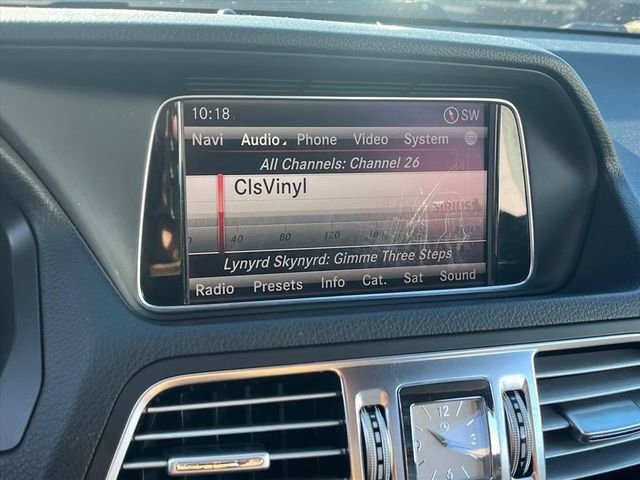 10:18 SW
Navi Audio Phone Video System
All Channels: Channel 26
ClsVinyl
SIRIUS
40 80 120 160
Lynyrd Skynyrd: Gimme Three Steps
Radio Presets Info Cat. Sat Sound
12